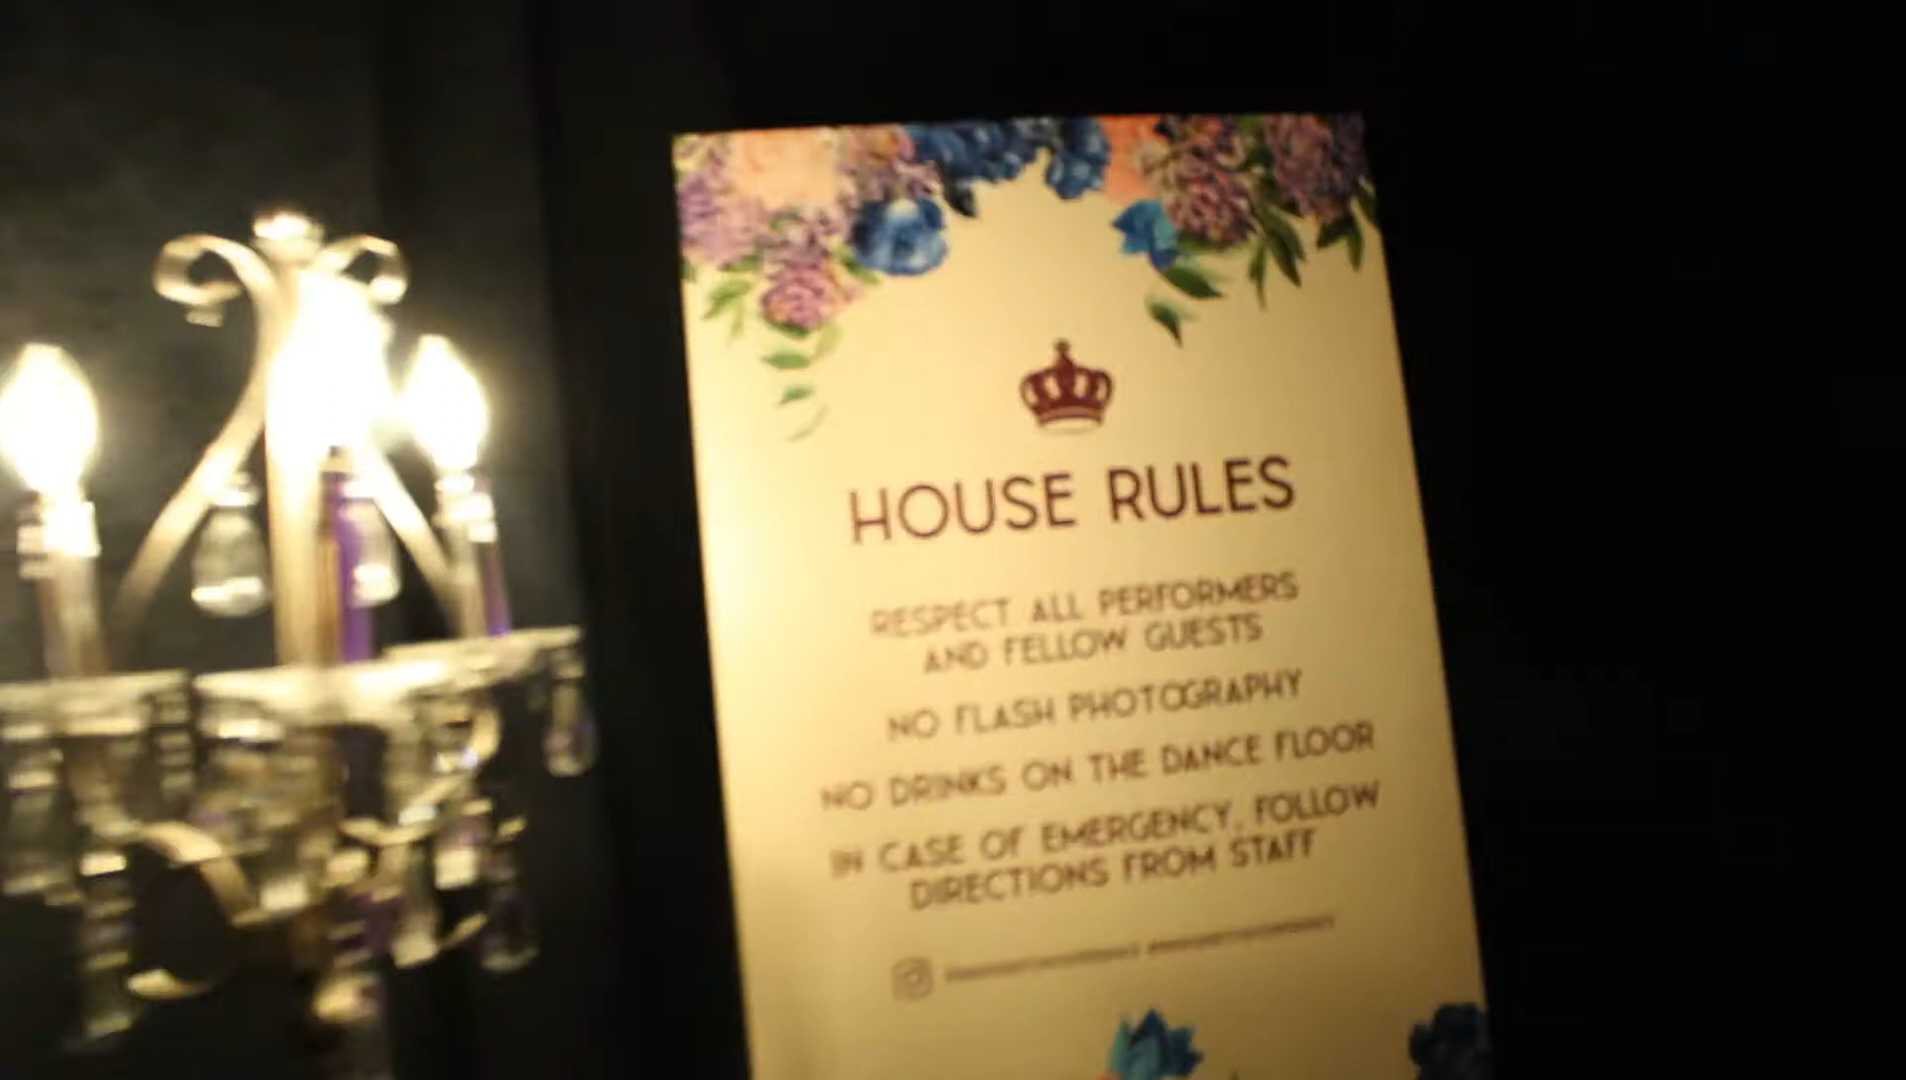 HOUSE RULES
RESPECT ALL PERFORMERS
AND FELLOW GUESTS
NO FLASH PHOTOGRAPHY
NO DRINKS ON THE DANCE FLOOR
IN CASE OF EMERGENCY, FOLLOW
DIRECTIONS FROM STAFF